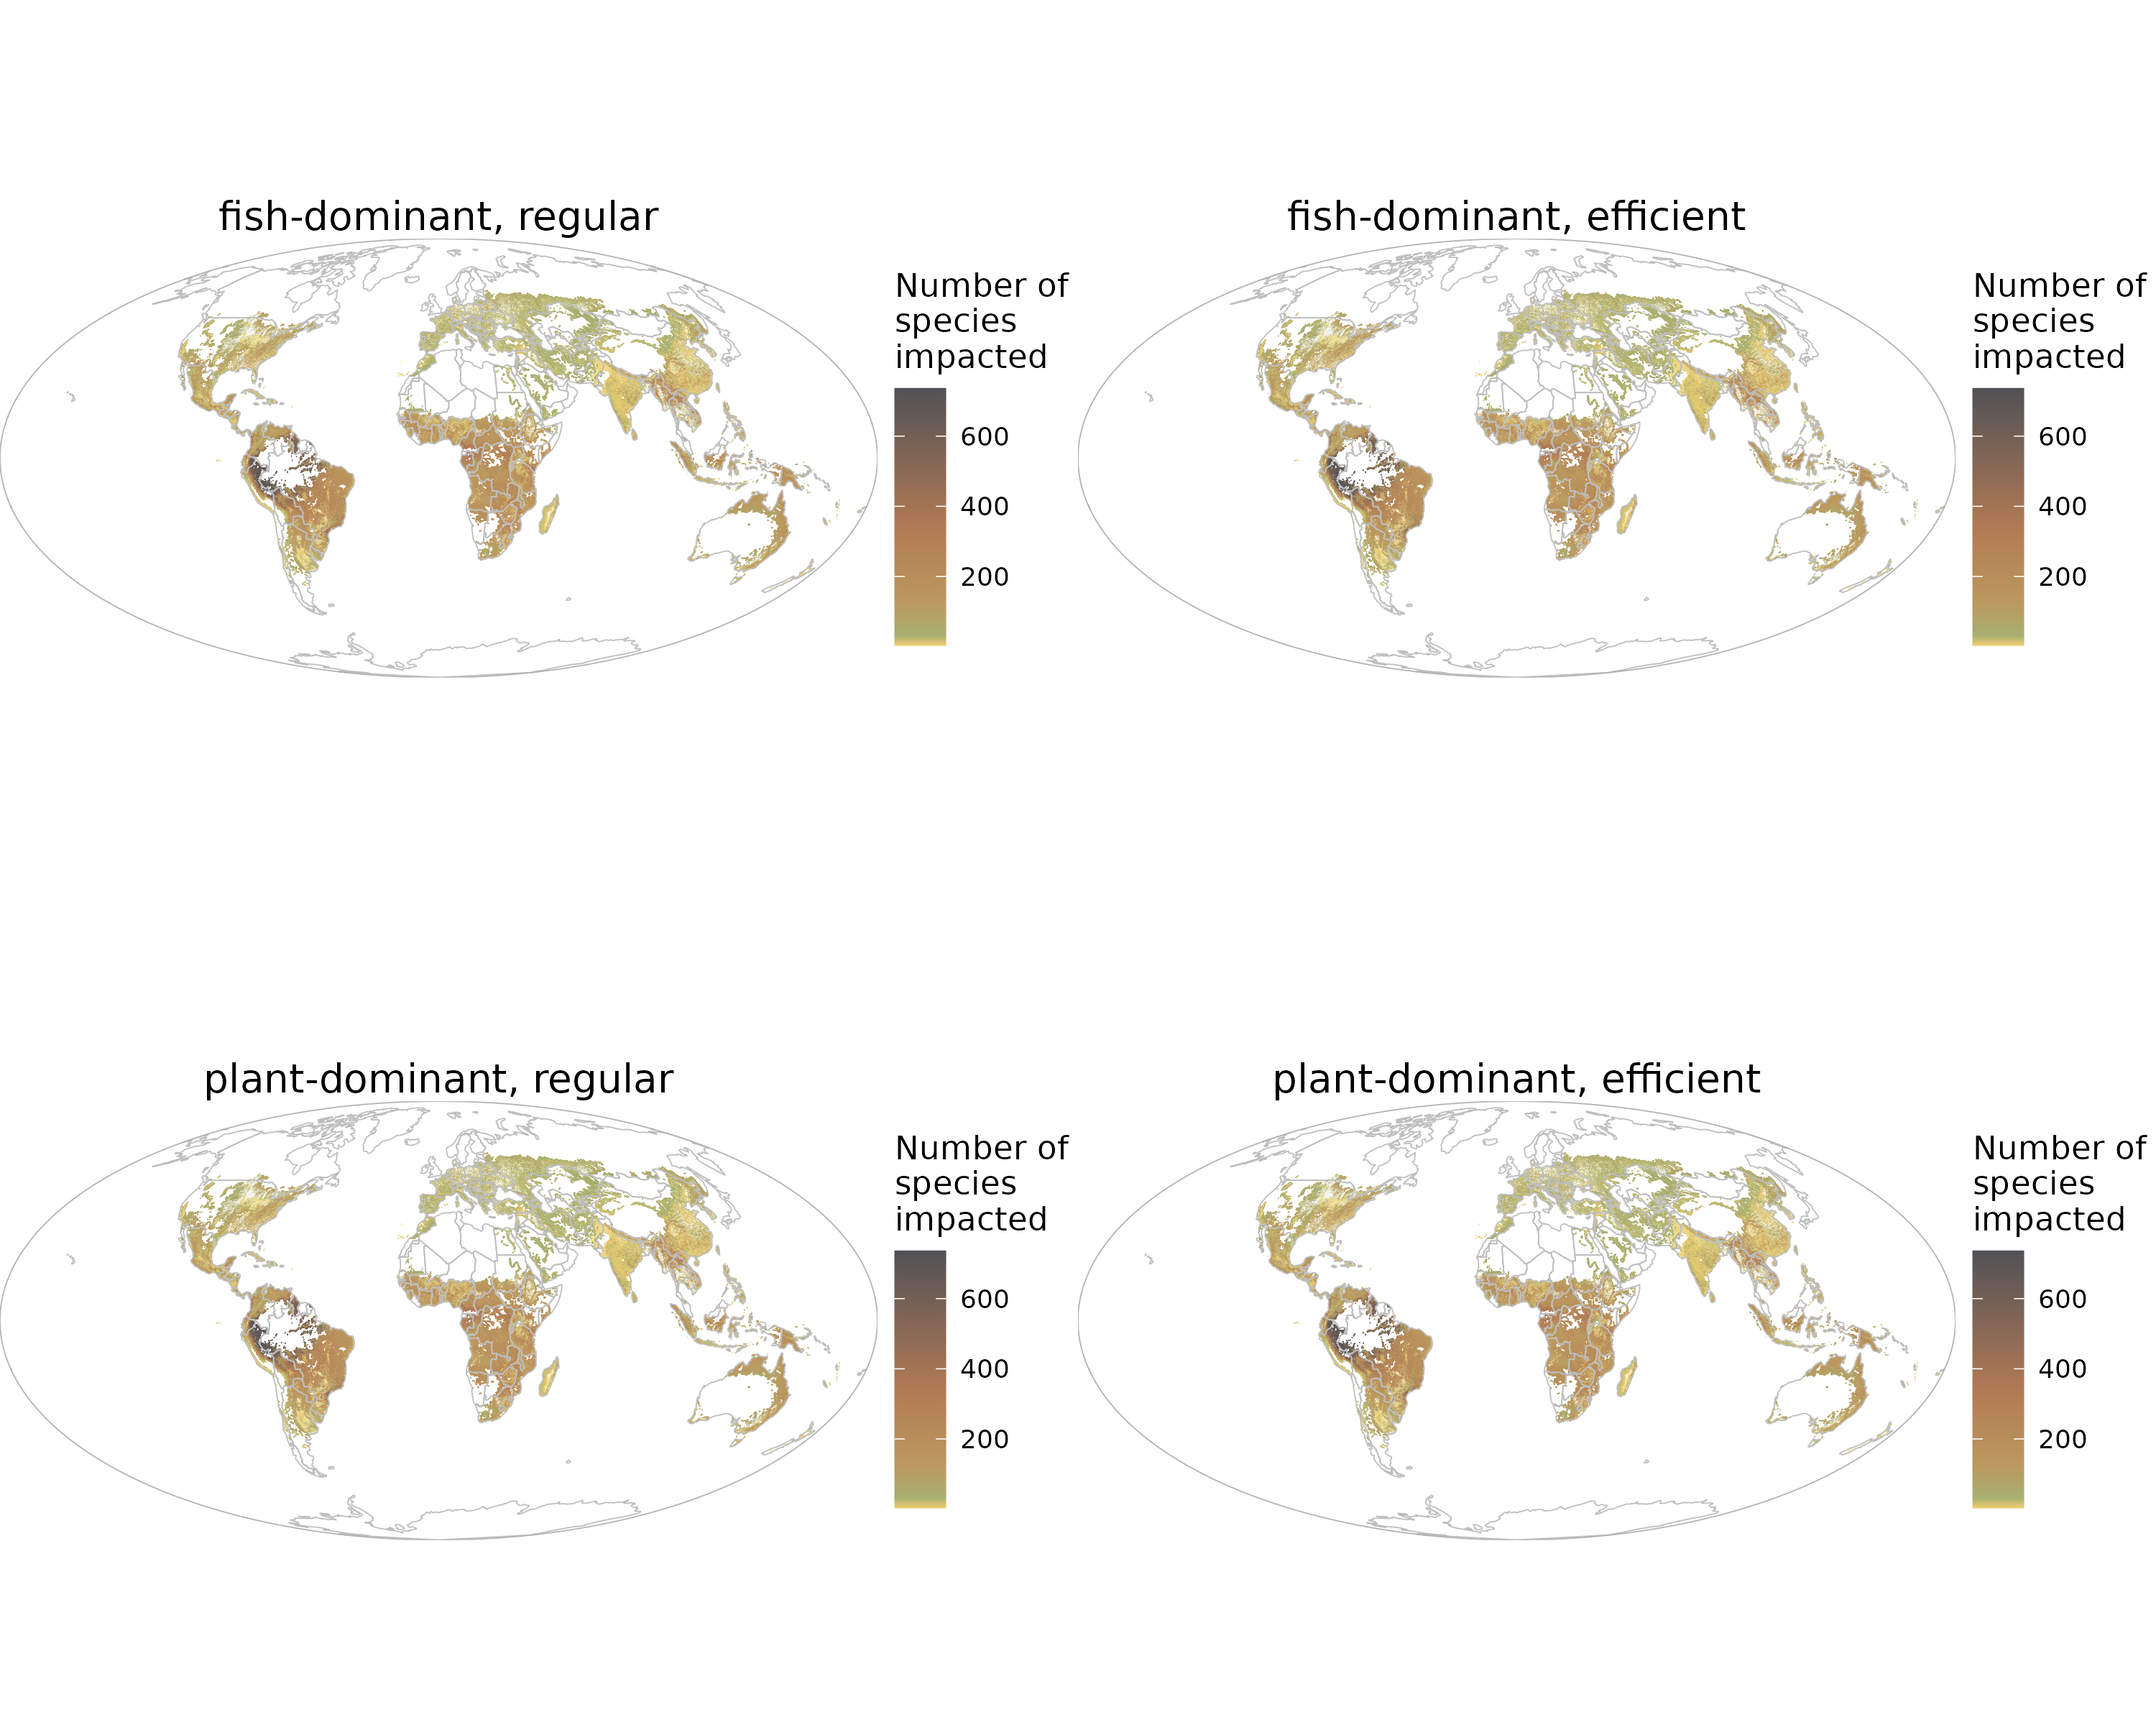 fish-dominant, regular
Number of
species
impacted
600
400
200
fish-dominant, efficient
Number of
species
impacted
600
400
200
plant-dominant, regular
Number of
species
impacted
600
400
200
plant-dominant, efficient
Number of
species
impacted
600
400
200